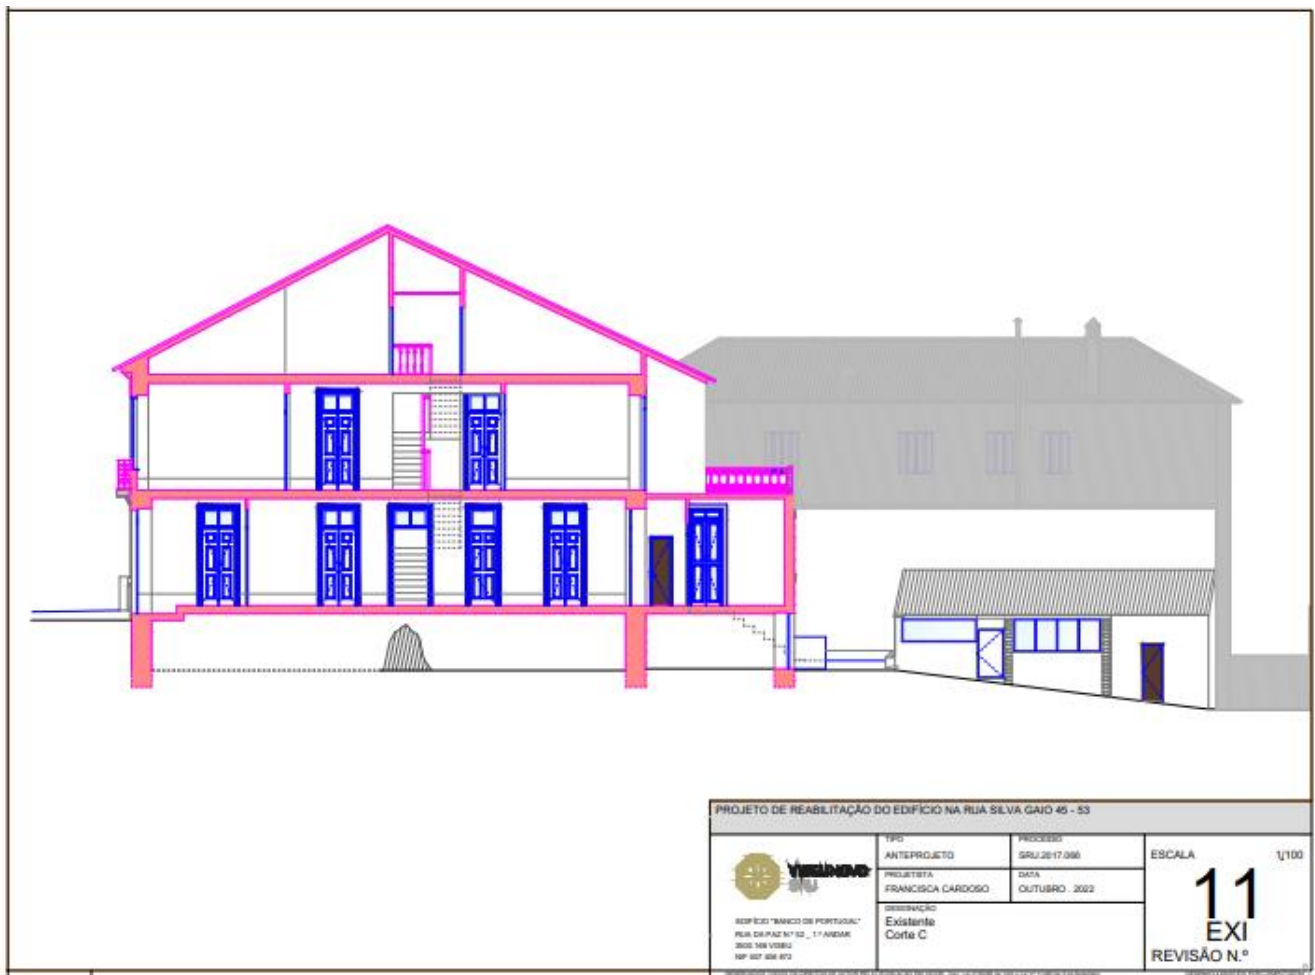 PROJETO DE REABILITAÇÃO DO EDIFÍCIO NA RUA SILVA GAIO 45 - 53
TIPO
ANTEPROJETO
PROCESSO
SRU.2017.066
ESCALA 1/100
PROJETISTA
FRANCISCA CARDOSO
DATA
OUTUBRO . 2022
11
EXI
REVISÃO N.º
DESIGNAÇÃO
Existente
Corte C
VISEU NOVO
SRU
EDIFÍCIO "BANCO DE PORTUGAL"
RUA DA PAZ N.º 52 _ 1.º ANDAR
VISEU